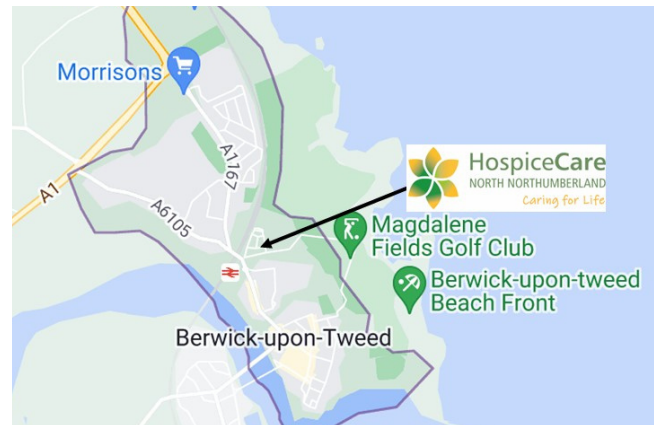 Morrisons
A1167
A1
A6105
HospiceCare
NORTH NORTHUMBERLAND
Caring for Life
Magdalene
Fields Golf Club
Berwick-upon-tweed
Beach Front
Berwick-upon-Tweed